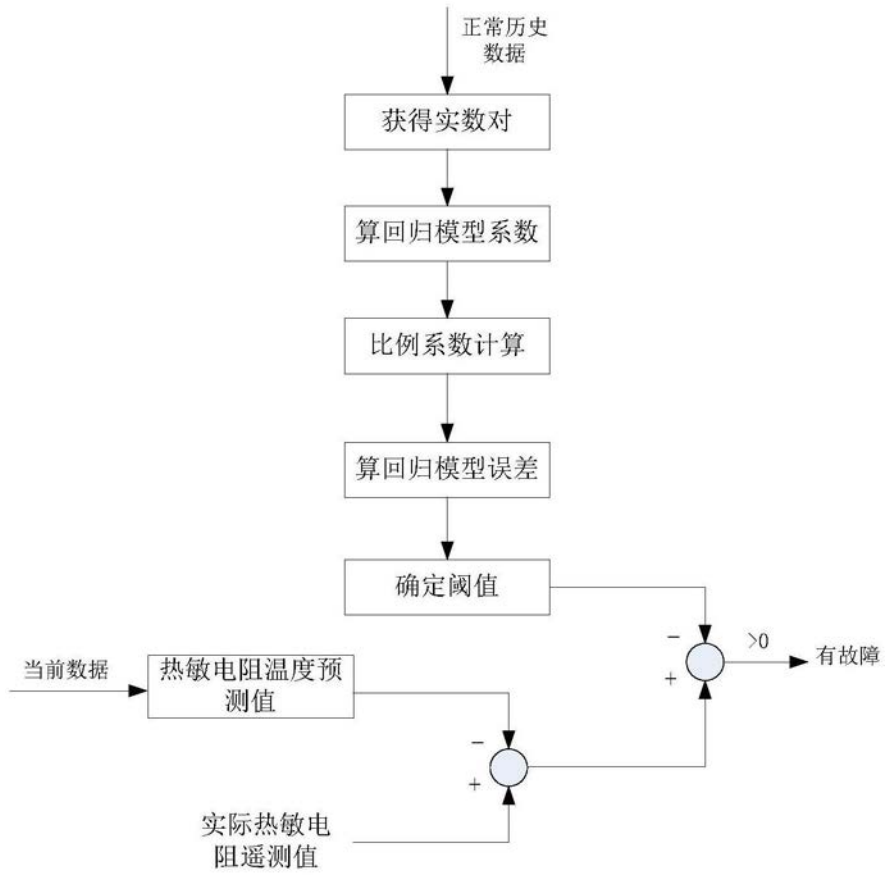 正常历史
数据
获得实数对
算回归模型系数
比例系数计算
算回归模型误差
确定阈值
−
>0
有故障
+
当前数据
热敏电阻温度预
测值
−
+
实际热敏电
阻遥测值